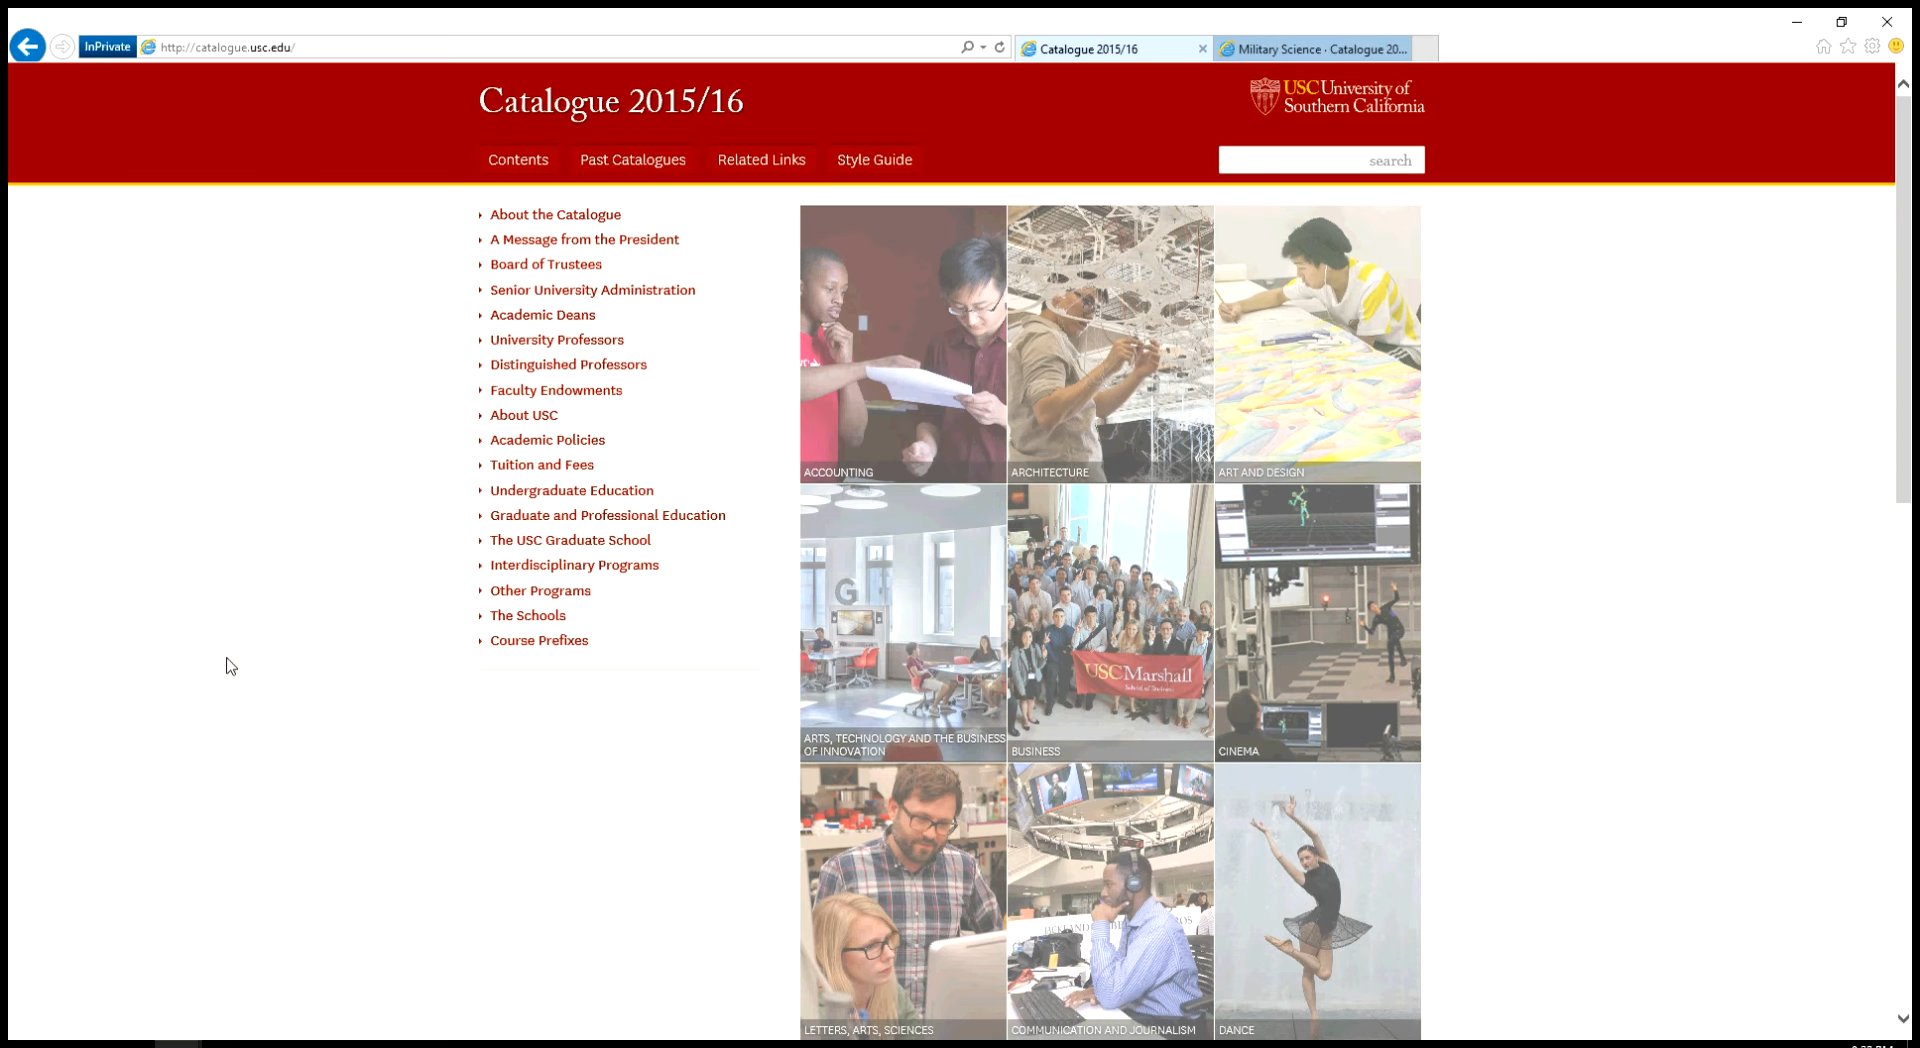 InPrivate
http://catalogue.usc.edu/
Catalogue 2015/16
Military Science · Catalogue 20...
Catalogue 2015/16
USC University of
Southern California
Contents
Past Catalogues
Related Links
Style Guide
search
About the Catalogue
A Message from the President
Board of Trustees
Senior University Administration
Academic Deans
University Professors
Distinguished Professors
Faculty Endowments
About USC
Academic Policies
Tuition and Fees
Undergraduate Education
Graduate and Professional Education
The USC Graduate School
Interdisciplinary Programs
Other Programs
The Schools
Course Prefixes
ACCOUNTING
ARCHITECTURE
ART AND DESIGN
G
ARTS, TECHNOLOGY AND THE BUSINESS
OF INNOVATION
USC Marshall
School of Business
BUSINESS
CINEMA
LETTERS, ARTS, SCIENCES
COMMUNICATION AND JOURNALISM
DANCE